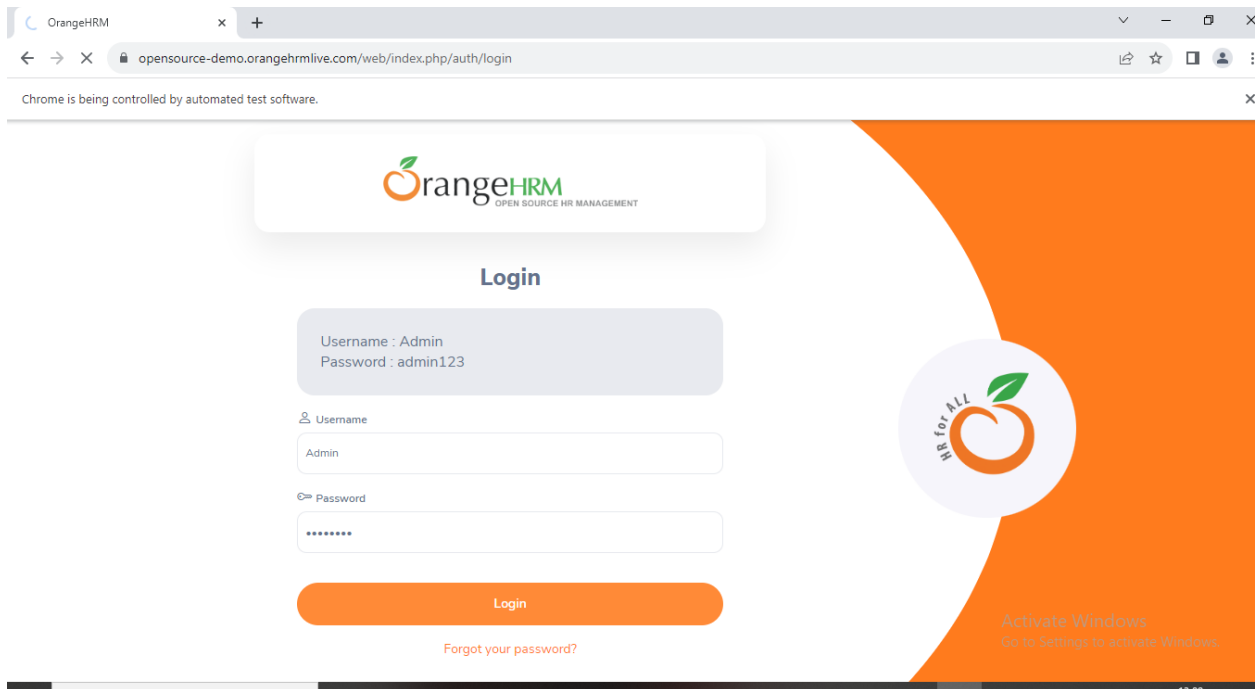 OrangeHRM
opensource-demo.orangehrmlive.com/web/index.php/auth/login
Chrome is being controlled by automated test software.
OrangeHRM
OPEN SOURCE HR MANAGEMENT
Login
Username : Admin
Password : admin123
Username
Admin
Password
••••••••
Login
Forgot your password?
HR for ALL
Activate Windows
Go to Settings to activate Windows.